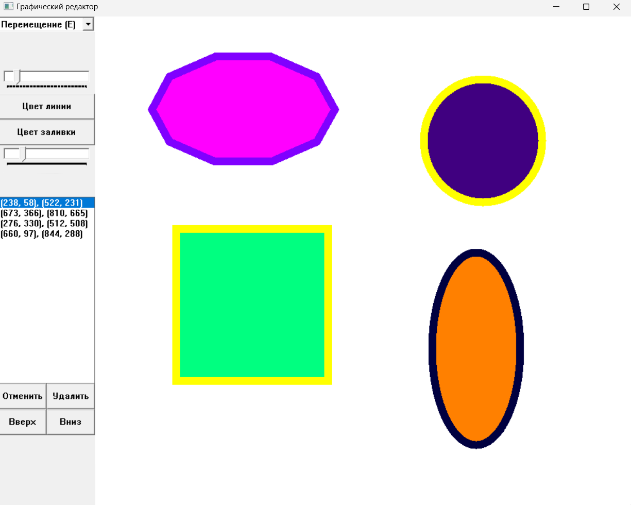 Графический редактор
Перемещение (E)
Цвет линии
Цвет заливки
(238, 58), (522, 231)
(673, 366), (810, 665)
(276, 330), (512, 508)
(660, 97), (844, 288)
Отменить Удалить
Вверх Вниз